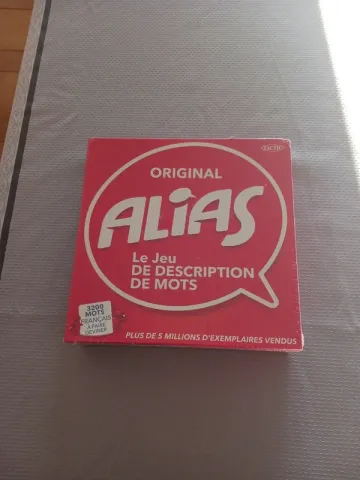 TACTIC
ORIGINAL
ALiAS
Le Jeu
DE DESCRIPTION
DE MOTS
3200
MOTS
FRANÇAIS
À FAIRE
DEVINER
PLUS DE 5 MILLIONS D'EXEMPLAIRES VENDUS